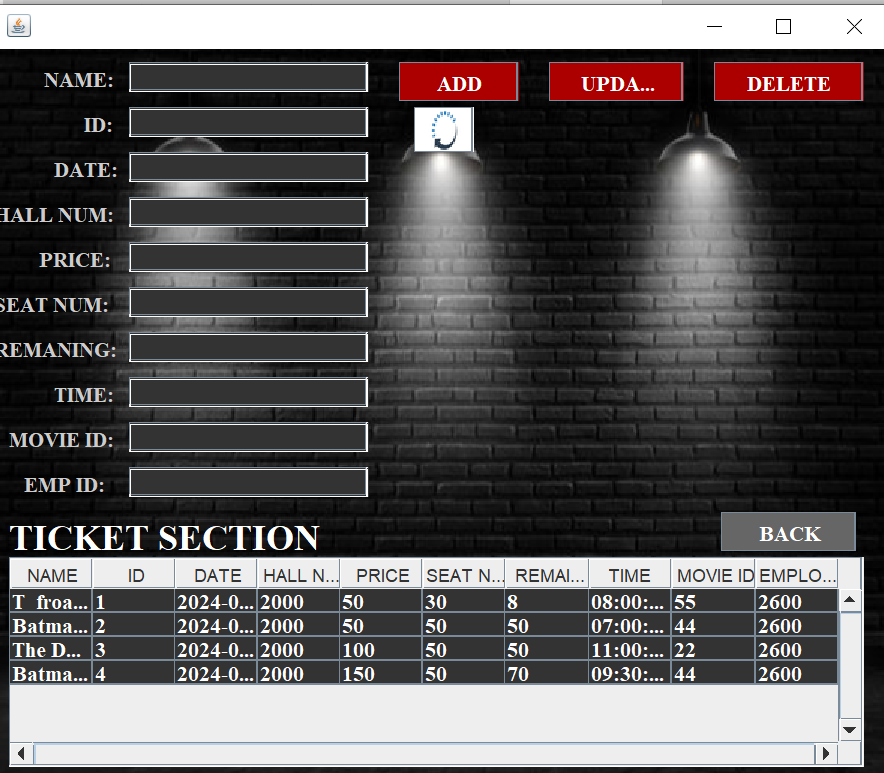 NAME:
ADD UPDA... DELETE
ID:
DATE:
HALL NUM:
PRICE:
SEAT NUM:
REMANING:
TIME:
MOVIE ID:
EMP ID:
BACK
TICKET SECTION
NAME ID DATE HALL N... PRICE SEAT N... REMAI... TIME MOVIE ID EMPLO...
T_froa... 1 2024-0... 2000 50 30 8 08:00:... 55 2600
Batma... 2 2024-0... 2000 50 50 50 07:00:... 44 2600
The D... 3 2024-0... 2000 100 50 50 11:00:... 22 2600
Batma... 4 2024-0... 2000 150 50 70 09:30:... 44 2600